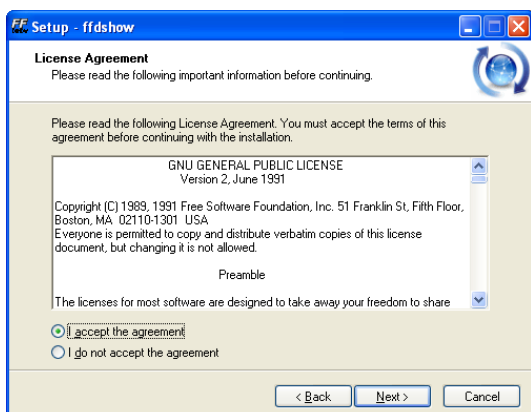 Setup - ffdshow
License Agreement
Please read the following important information before continuing.
Please read the following License Agreement. You must accept the terms of this
agreement before continuing with the installation.
GNU GENERAL PUBLIC LICENSE
Version 2, June 1991
Copyright (C) 1989, 1991 Free Software Foundation, Inc. 51 Franklin St, Fifth Floor,
Boston, MA  02110-1301  USA
Everyone is permitted to copy and distribute verbatim copies of this license
document, but changing it is not allowed.
Preamble
The licenses for most software are designed to take away your freedom to share
I accept the agreement
I do not accept the agreement
< Back
Next >
Cancel